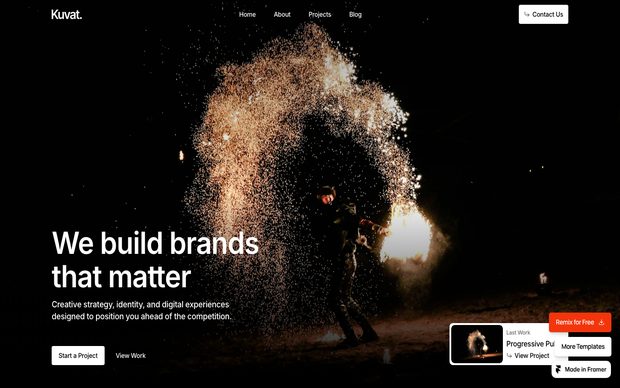 Kuvat.
Home
About
Projects
Blog
Contact Us
We build brands
that matter
Creative strategy, identity, and digital experiences
designed to position you ahead of the competition.
Start a Project
View Work
Last Work
Progressive
View Project
Remix for Free
More Templates
Made in Framer